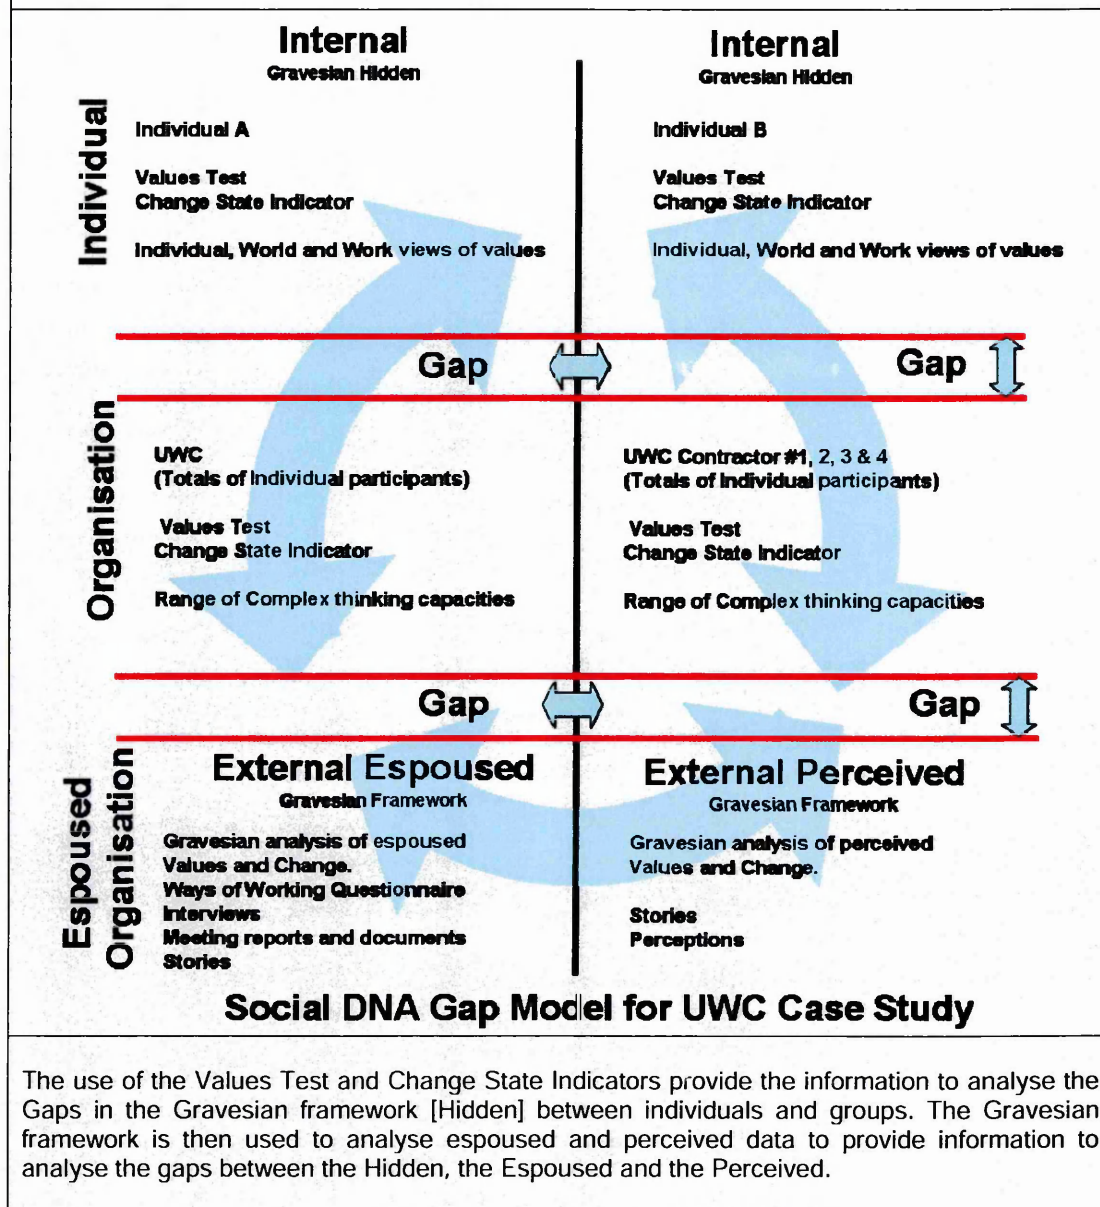 Internal
Gravesian Hidden
Internal
Gravesian Hidden
Individual
Individual A
Values Test
Change State Indicator
Individual, World and Work views of values
Individual B
Values Test
Change State Indicator
Individual, World and Work views of values
Gap
Gap
Organisation
UWC
(Totals of Individual participants)
Values Test
Change State Indicator
Range of Complex thinking capacities
UWC Contractor #1, 2, 3 & 4
(Totals of Individual participants)
Values Test
Change State Indicator
Range of Complex thinking capacities
Gap
Gap
Espoused
Organisation
External Espoused
Gravesian Framework
Gravesian analysis of espoused
Values and Change.
Ways of Working Questionnaire
Interviews
Meeting reports and documents
Stories
External Perceived
Gravesian Framework
Gravesian analysis of perceived
Values and Change.
Stories
Perceptions
Social DNA Gap Model for UWC Case Study
The use of the Values Test and Change State Indicators provide the information to analyse the
Gaps in the Gravesian framework [Hidden] between individuals and groups. The Gravesian
framework is then used to analyse espoused and perceived data to provide information to
analyse the gaps between the Hidden, the Espoused and the Perceived.